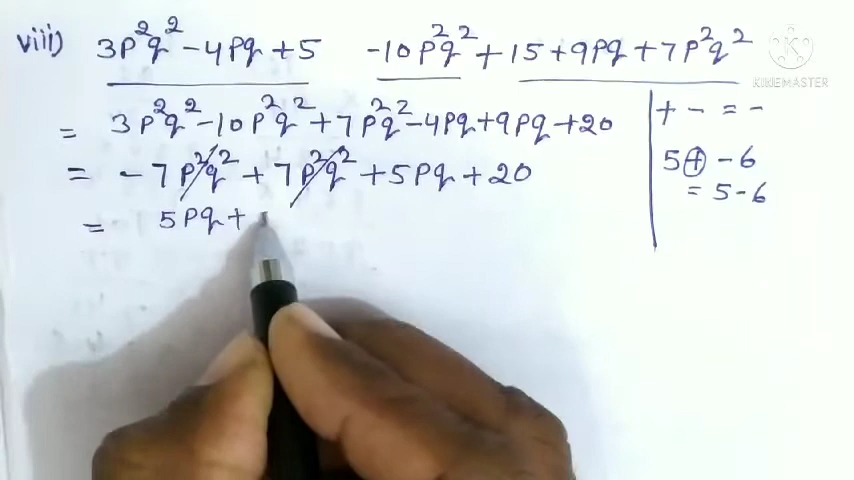 viii) 3p²q² - 4pq + 5 -10p²q² + 15 + 9pq + 7p²q²
KINEMASTER
= 3p²q² - 10p²q² + 7p²q² - 4pq + 9pq + 20
+ - = -
= - 7p²q² + 7p²q² + 5pq + 20
5 + - 6
= 5 - 6
= 5pq +